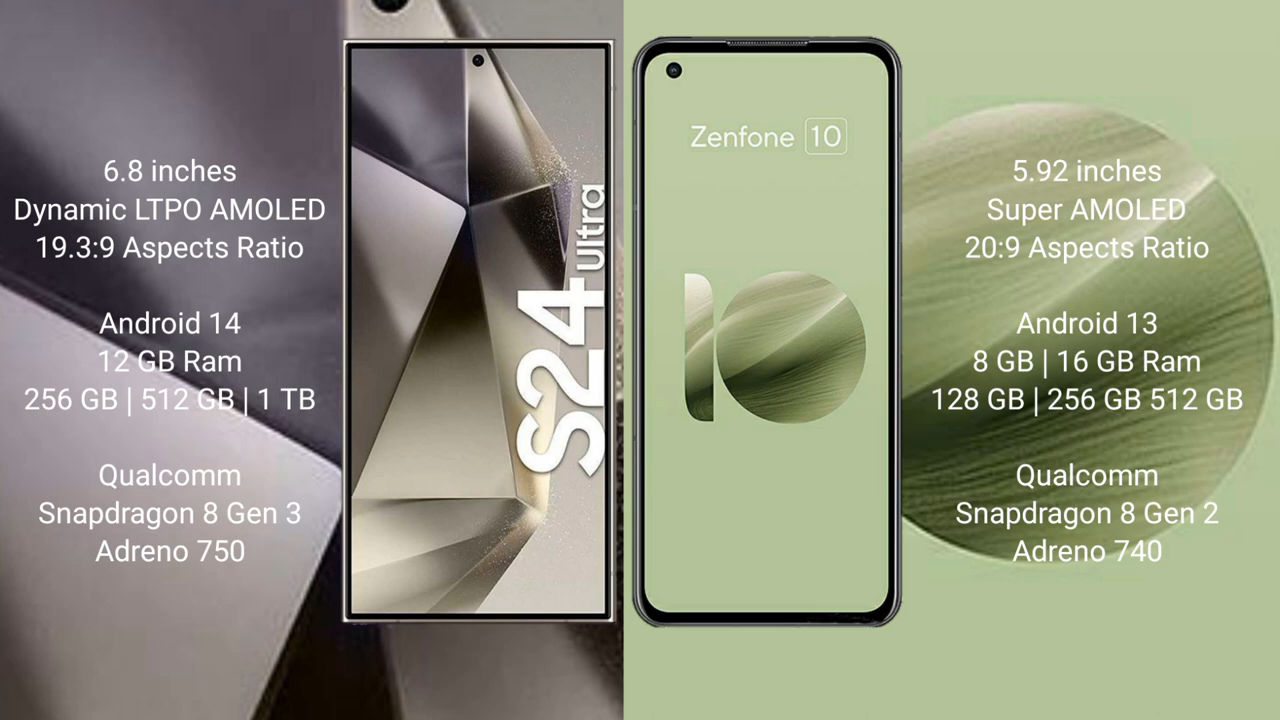 6.8 inches
Dynamic LTPO AMOLED
19.3:9 Aspects Ratio
Android 14
12 GB Ram
256 GB | 512 GB | 1 TB
Qualcomm
Snapdragon 8 Gen 3
Adreno 750
S24 Ultra
Zenfone 10
10
5.92 inches
Super AMOLED
20:9 Aspects Ratio
Android 13
8 GB | 16 GB Ram
128 GB | 256 GB 512 GB
Qualcomm
Snapdragon 8 Gen 2
Adreno 740